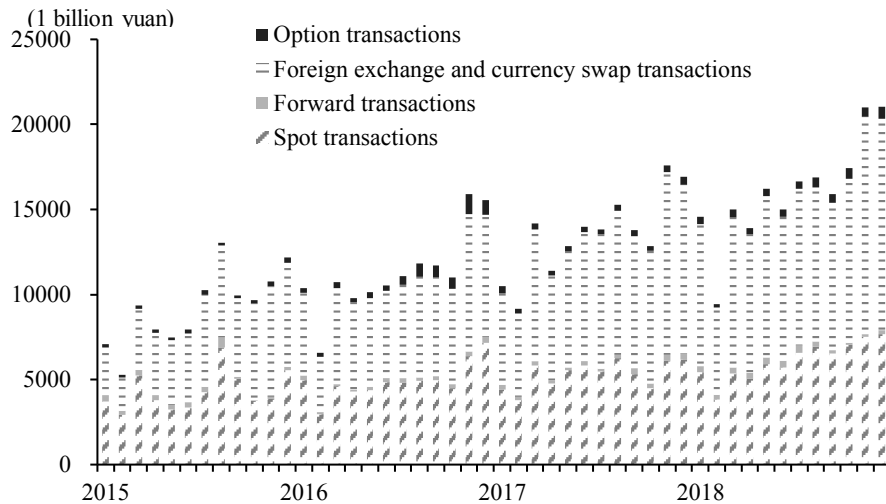 (1 billion yuan)
25000
Option transactions
Foreign exchange and currency swap transactions
20000
Forward transactions
Spot transactions
15000
10000
5000
0
2015 2016 2017 2018